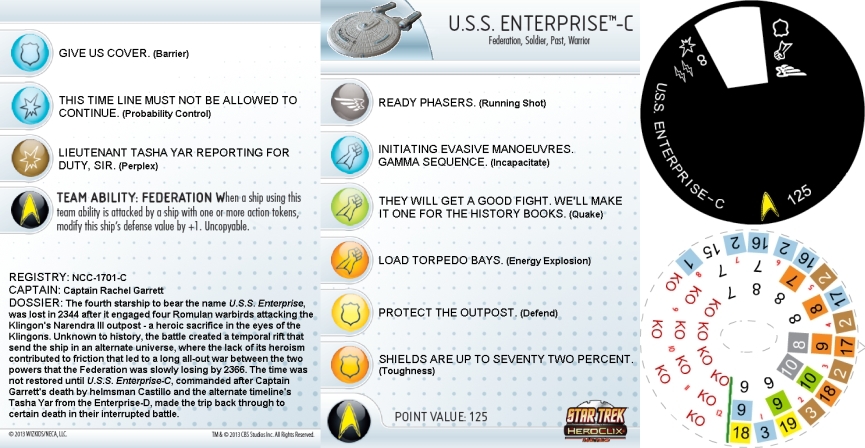 GIVE US COVER. (Barrier)
THIS TIME LINE MUST NOT BE ALLOWED TO
CONTINUE. (Probability Control)
LIEUTENANT TASHA YAR REPORTING FOR
DUTY, SIR. (Perplex)
TEAM ABILITY: FEDERATION When a ship using this
team ability is attacked by a ship with one or more action tokens,
modify this ship's defense value by +1. Uncopyable.
REGISTRY: NCC-1701-C
CAPTAIN: Captain Rachel Garrett
DOSSIER: The fourth starship to bear the name U.S.S. Enterprise,
was lost in 2344 after it engaged four Romulan warbirds attacking the
Klingon's Narendra III outpost - a heroic sacrifice in the eyes of the
Klingons. Unknown to history, the battle created a temporal rift that
send the ship in an alternate universe, where the lack of its heroism
contributed to friction that led to a long all-out war between the two
powers that the Federation was slowly losing by 2366. The time was
not restored until U.S.S. Enterprise-C, commanded after Captain
Garrett's death by helmsman Castillo and the alternate timeline's
Tasha Yar from the Enterprise-D, made the trip back through to
certain death in their interrupted battle.
© 2013 WIZKIDS/NECA, LLC.
TM & © 2013 CBS Studios Inc. All Rights Reserved.
U.S.S. ENTERPRISE™-C
Federation, Soldier, Past, Warrior
READY PHASERS. (Running Shot)
INITIATING EVASIVE MANOEUVRES.
GAMMA SEQUENCE. (Incapacitate)
THEY WILL GET A GOOD FIGHT. WE'LL MAKE
IT ONE FOR THE HISTORY BOOKS. (Quake)
LOAD TORPEDO BAYS. (Energy Explosion)
PROTECT THE OUTPOST. (Defend)
SHIELDS ARE UP TO SEVENTY TWO PERCENT.
(Toughness)
POINT VALUE: 125
STAR TREK
HEROCLIX
8
U.S.S. ENTERPRISE-C
125
1 15 2 16 2 16 2 17 2 17 3 18 3 19 3 18
7 7 7 7 8 8 9 10 9 9
7 8 8 8 8 9 10 9
KO KO KO KO KO KO KO KO KO KO KO KO